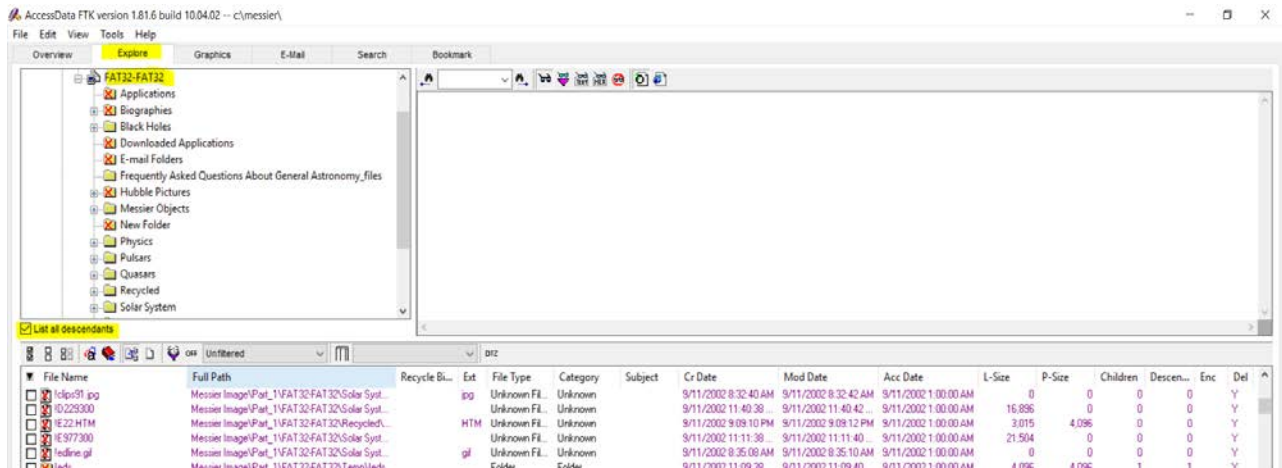 AccessData FTK version 1.81.6 build 10.04.02 -- c:\messier\
File Edit View Tools Help
Overview Explore Graphics E-Mail Search Bookmark
FAT32-FAT32
Applications
Biographies
Black Holes
Downloaded Applications
E-mail Folders
Frequently Asked Questions About General Astronomy_files
Hubble Pictures
Messier Objects
New Folder
Physics
Pulsars
Quasars
Recycled
Solar System
List all descendants
OFF Unfiltered DTZ
File Name Full Path Recycle Bi... Ext File Type Category Subject Cr Date Mod Date Acc Date L-Size P-Size Children Descen... Enc Del
!clips91.jpg Messier Image\Part_1\FAT32-FAT32\Solar Syst... jpg Unknown Fil... Unknown 9/11/2002 8:32:40 AM 9/11/2002 8:32:42 AM 9/11/2002 1:00:00 AM 0 0 0 0 Y
!D229300 Messier Image\Part_1\FAT32-FAT32\Solar Syst... Unknown Fil... Unknown 9/11/2002 11:40:38 ... 9/11/2002 11:40:42 ... 9/11/2002 1:00:00 AM 16,896 0 0 0 Y
!E22.HTM Messier Image\Part_1\FAT32-FAT32\Recycled\... HTM Unknown Fil... Unknown 9/11/2002 9:09:10 PM 9/11/2002 9:09:12 PM 9/11/2002 1:00:00 AM 3,015 4,096 0 0 Y
!E977300 Messier Image\Part_1\FAT32-FAT32\Solar Syst... Unknown Fil... Unknown 9/11/2002 11:11:38 ... 9/11/2002 11:11:40 ... 9/11/2002 1:00:00 AM 21,504 0 0 0 Y
!edline.gif Messier Image\Part_1\FAT32-FAT32\Solar Syst... gif Unknown Fil... Unknown 9/11/2002 8:35:08 AM 9/11/2002 8:35:10 AM 9/11/2002 1:00:00 AM 0 0 0 0 Y